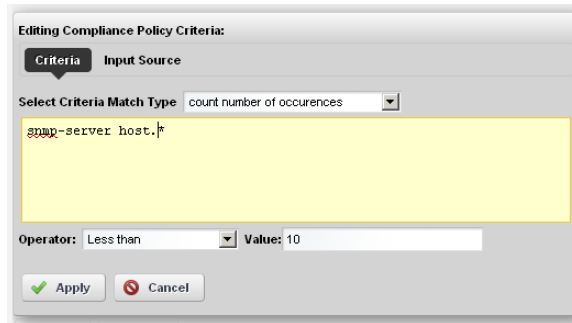 Editing Compliance Policy Criteria:
Criteria Input Source
Select Criteria Match Type count number of occurences
snmp-server host.*
Operator: Less than Value: 10
Apply Cancel